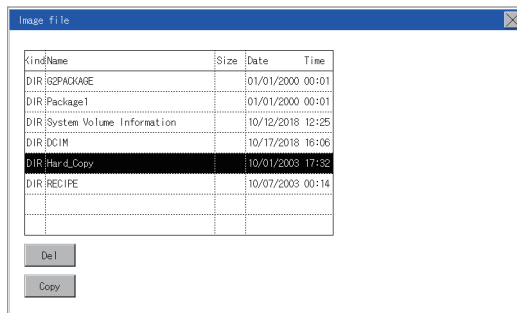 Image file
Kind Name Size Date Time
DIR G2PACKAGE 01/01/2000 00:01
DIR Package1 01/01/2000 00:01
DIR System Volume Information 10/12/2018 12:25
DIR DCIM 10/17/2018 16:06
DIR Hard_Copy 10/01/2003 17:32
DIR RECIPE 10/07/2003 00:14
Del
Copy